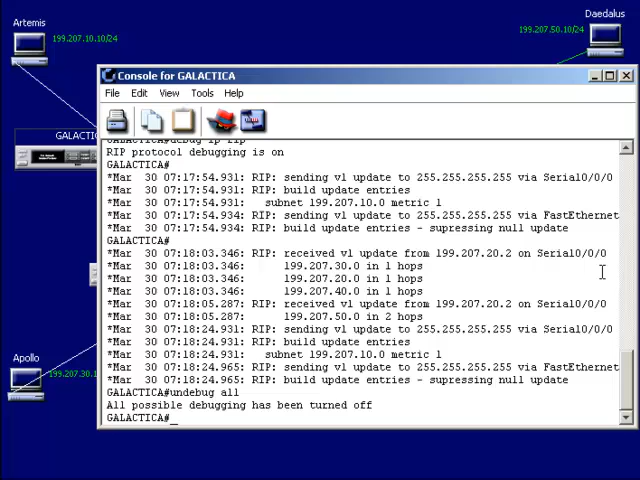 Artemis
199.207.10.10/24
Daedalus
199.207.50.10/24
Console for GALACTICA
File Edit View Tools Help
GALACTICA#debug ip rip
RIP protocol debugging is on
GALACTICA#
*Mar 30 07:17:54.931: RIP: sending v1 update to 255.255.255.255 via Serial0/0/0
*Mar 30 07:17:54.931: RIP: build update entries
*Mar 30 07:17:54.931: subnet 199.207.10.0 metric 1
*Mar 30 07:17:54.934: RIP: sending v1 update to 255.255.255.255 via FastEthernet
*Mar 30 07:17:54.934: RIP: build update entries - supressing null update
GALACTICA#
*Mar 30 07:18:03.346: RIP: received v1 update from 199.207.20.2 on Serial0/0/0
*Mar 30 07:18:03.346: 199.207.30.0 in 1 hops
*Mar 30 07:18:03.346: 199.207.20.0 in 1 hops
*Mar 30 07:18:03.346: 199.207.40.0 in 1 hops
*Mar 30 07:18:05.287: RIP: received v1 update from 199.207.20.2 on Serial0/0/0
*Mar 30 07:18:05.287: 199.207.50.0 in 2 hops
*Mar 30 07:18:24.931: RIP: sending v1 update to 255.255.255.255 via Serial0/0/0
*Mar 30 07:18:24.931: RIP: build update entries
*Mar 30 07:18:24.931: subnet 199.207.10.0 metric 1
*Mar 30 07:18:24.965: RIP: sending v1 update to 255.255.255.255 via FastEthernet
*Mar 30 07:18:24.965: RIP: build update entries - supressing null update
GALACTICA#undebug all
All possible debugging has been turned off
GALACTICA#_
GALACTIC
Apollo
199.207.30.1